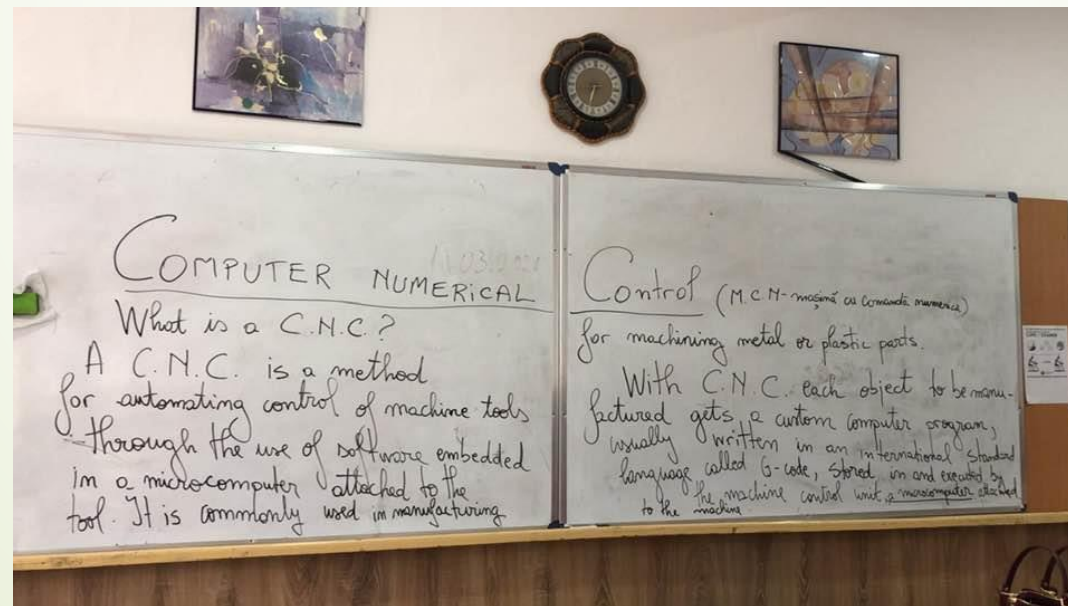 COMPUTER NUMERICAL
What is a C.N.C.?
A C.N.C. is a method
for automating control of machine tools
through the use of software embedded
in a microcomputer attached to the
tool. It is commonly used in manufacturing
Control (M.C.N-mașină cu comandă numerică)
for machining metal or plastic parts.
With C.N.C. each object to be manu-
factured gets a custom computer program,
usually written in an international standard
language called G-code, stored in and executed by
the machine control unit, a microcomputer attached
to the machine